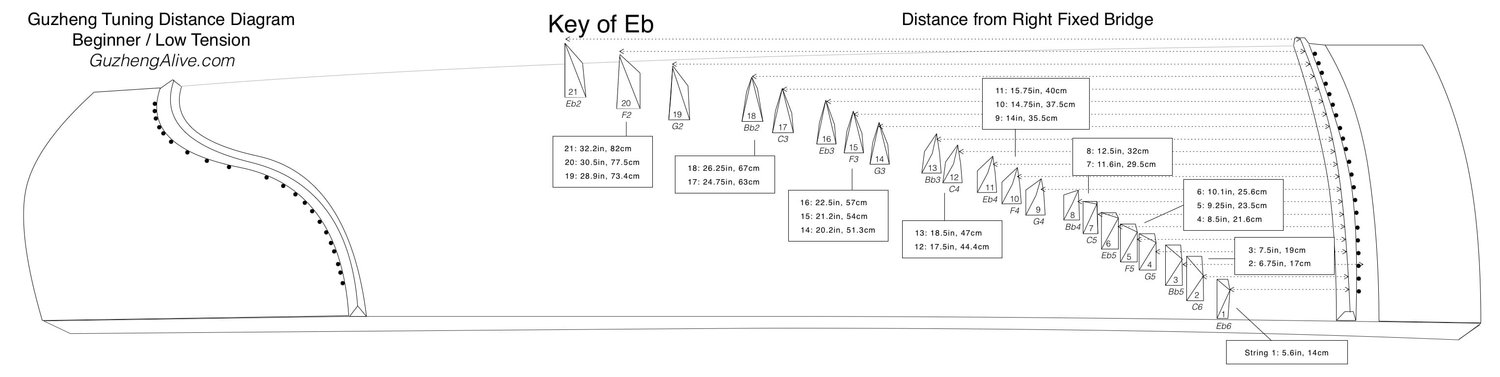 Guzheng Tuning Distance Diagram
Beginner / Low Tension
GuzhengAlive.com
Key of Eb
Distance from Right Fixed Bridge
21
Eb2
20
F2
19
G2
18
Bb2
17
C3
16
Eb3
15
F3
14
G3
13
Bb3
12
C4
11
Eb4
10
F4
9
G4
8
Bb4
7
C5
6
Eb5
5
F5
4
G5
3
Bb5
2
C6
1
Eb6
21: 32.2in, 82cm
20: 30.5in, 77.5cm
19: 28.9in, 73.4cm
18: 26.25in, 67cm
17: 24.75in, 63cm
16: 22.5in, 57cm
15: 21.2in, 54cm
14: 20.2in, 51.3cm
13: 18.5in, 47cm
12: 17.5in, 44.4cm
11: 15.75in, 40cm
10: 14.75in, 37.5cm
9: 14in, 35.5cm
8: 12.5in, 32cm
7: 11.6in, 29.5cm
6: 10.1in, 25.6cm
5: 9.25in, 23.5cm
4: 8.5in, 21.6cm
3: 7.5in, 19cm
2: 6.75in, 17cm
String 1: 5.6in, 14cm